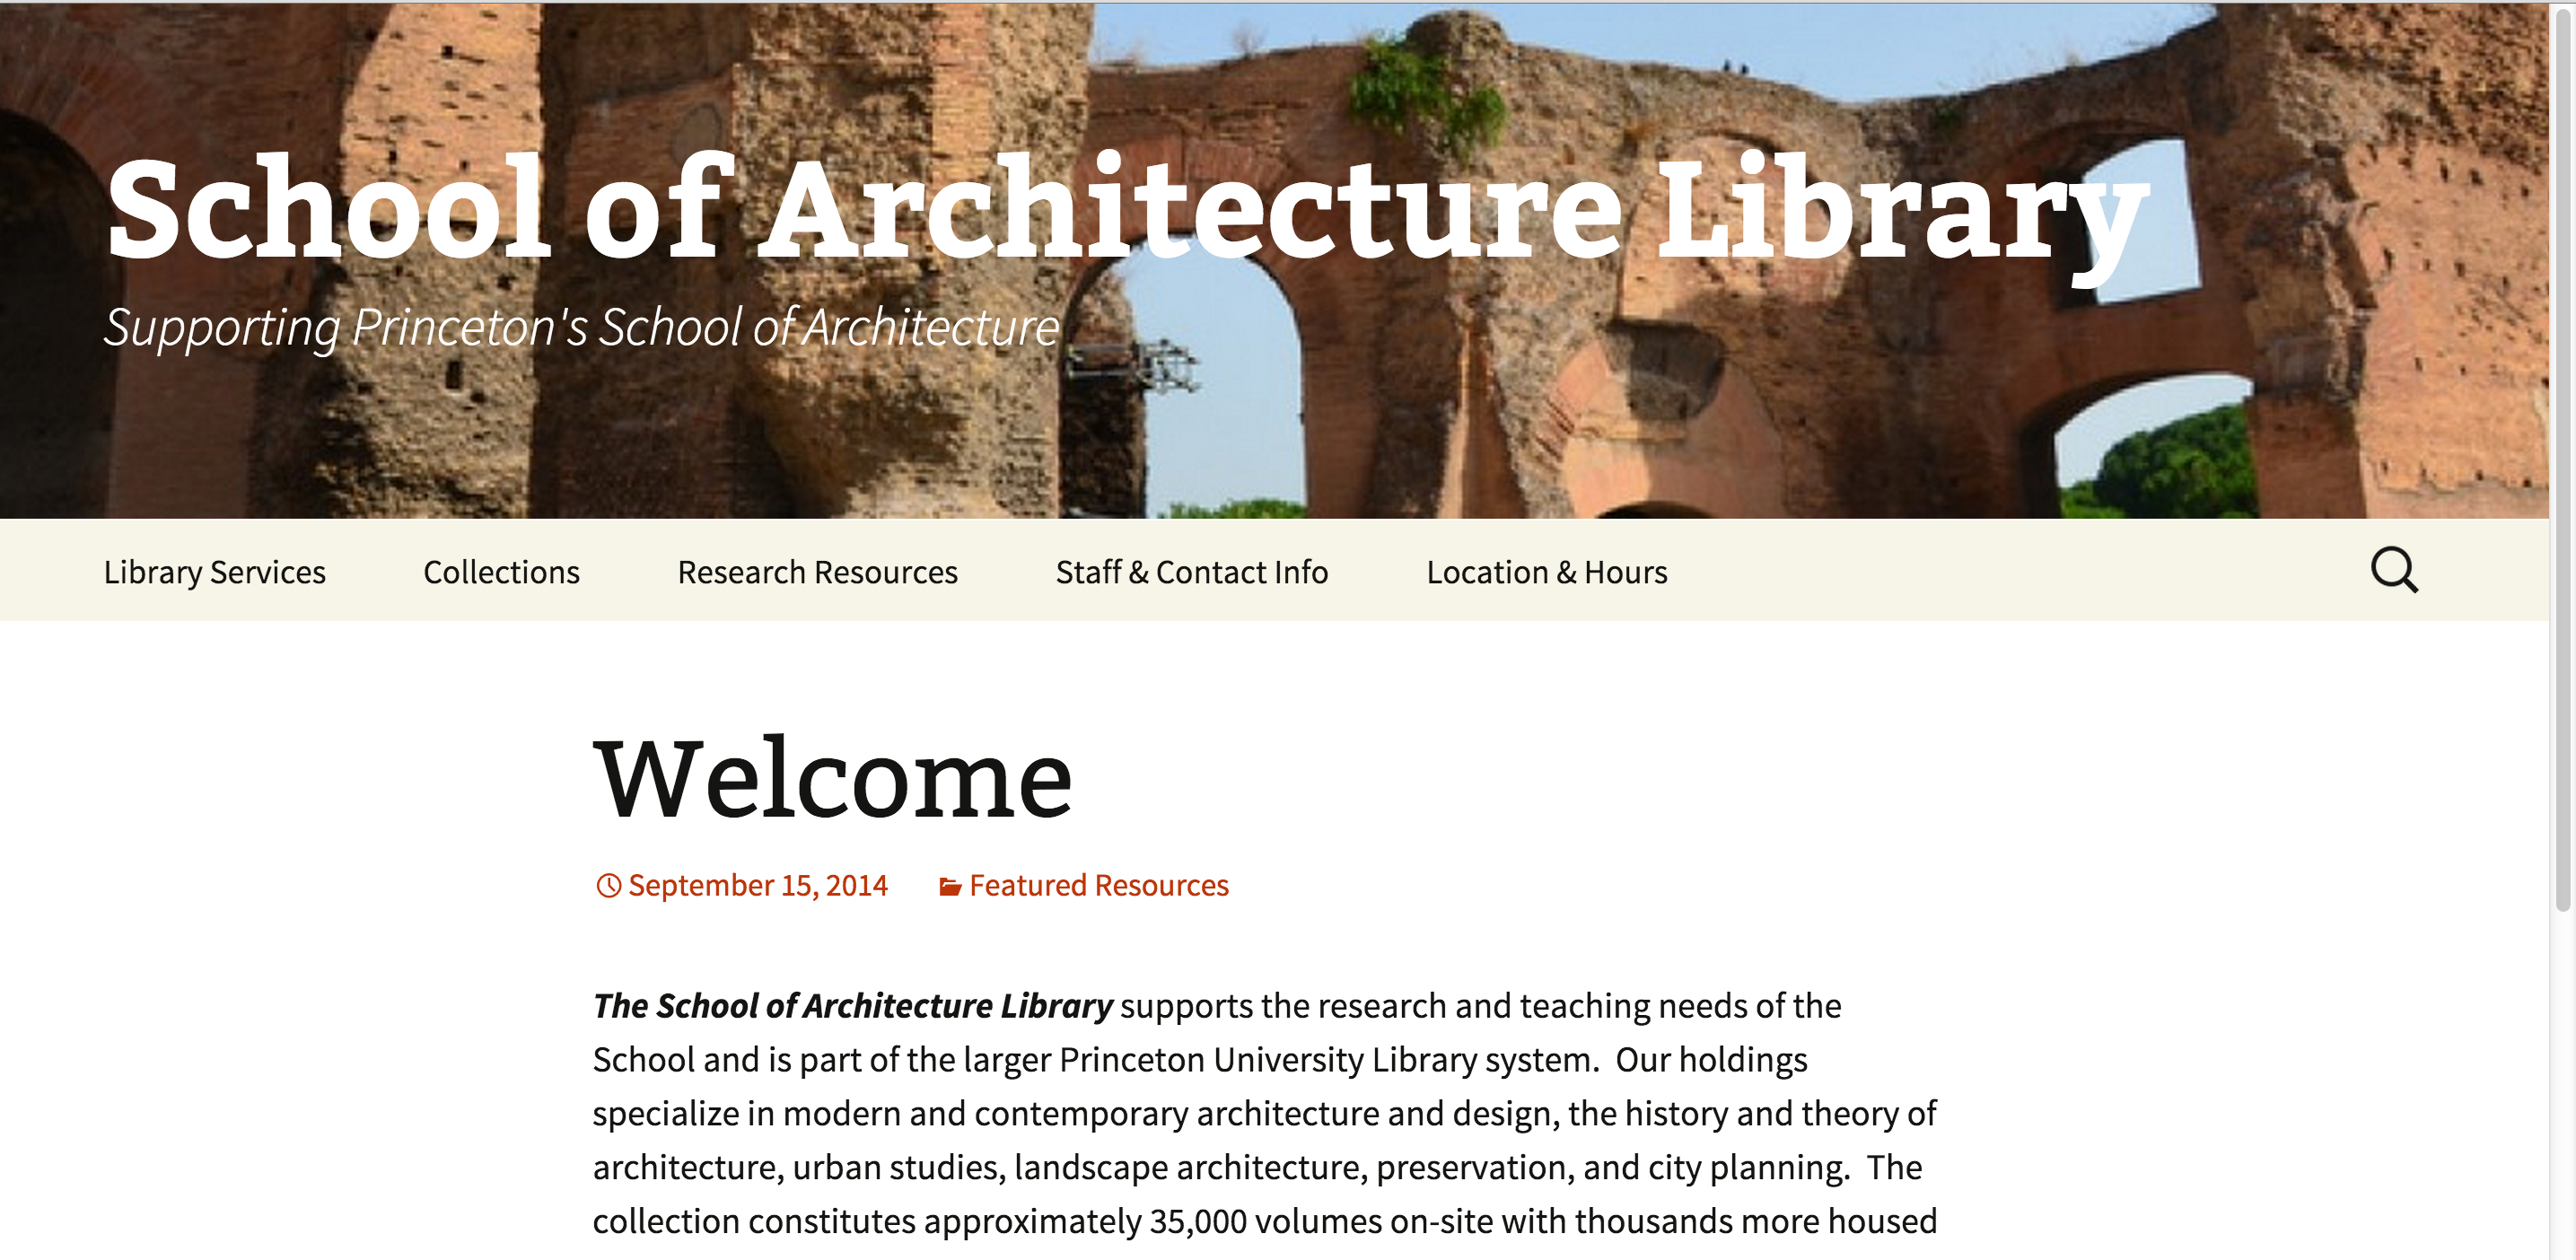 School of Architecture Library
Supporting Princeton's School of Architecture
Library Services Collections Research Resources Staff & Contact Info Location & Hours
Welcome
September 15, 2014 Featured Resources
The School of Architecture Library supports the research and teaching needs of the
School and is part of the larger Princeton University Library system.  Our holdings
specialize in modern and contemporary architecture and design, the history and theory of
architecture, urban studies, landscape architecture, preservation, and city planning.  The
collection constitutes approximately 35,000 volumes on-site with thousands more housed